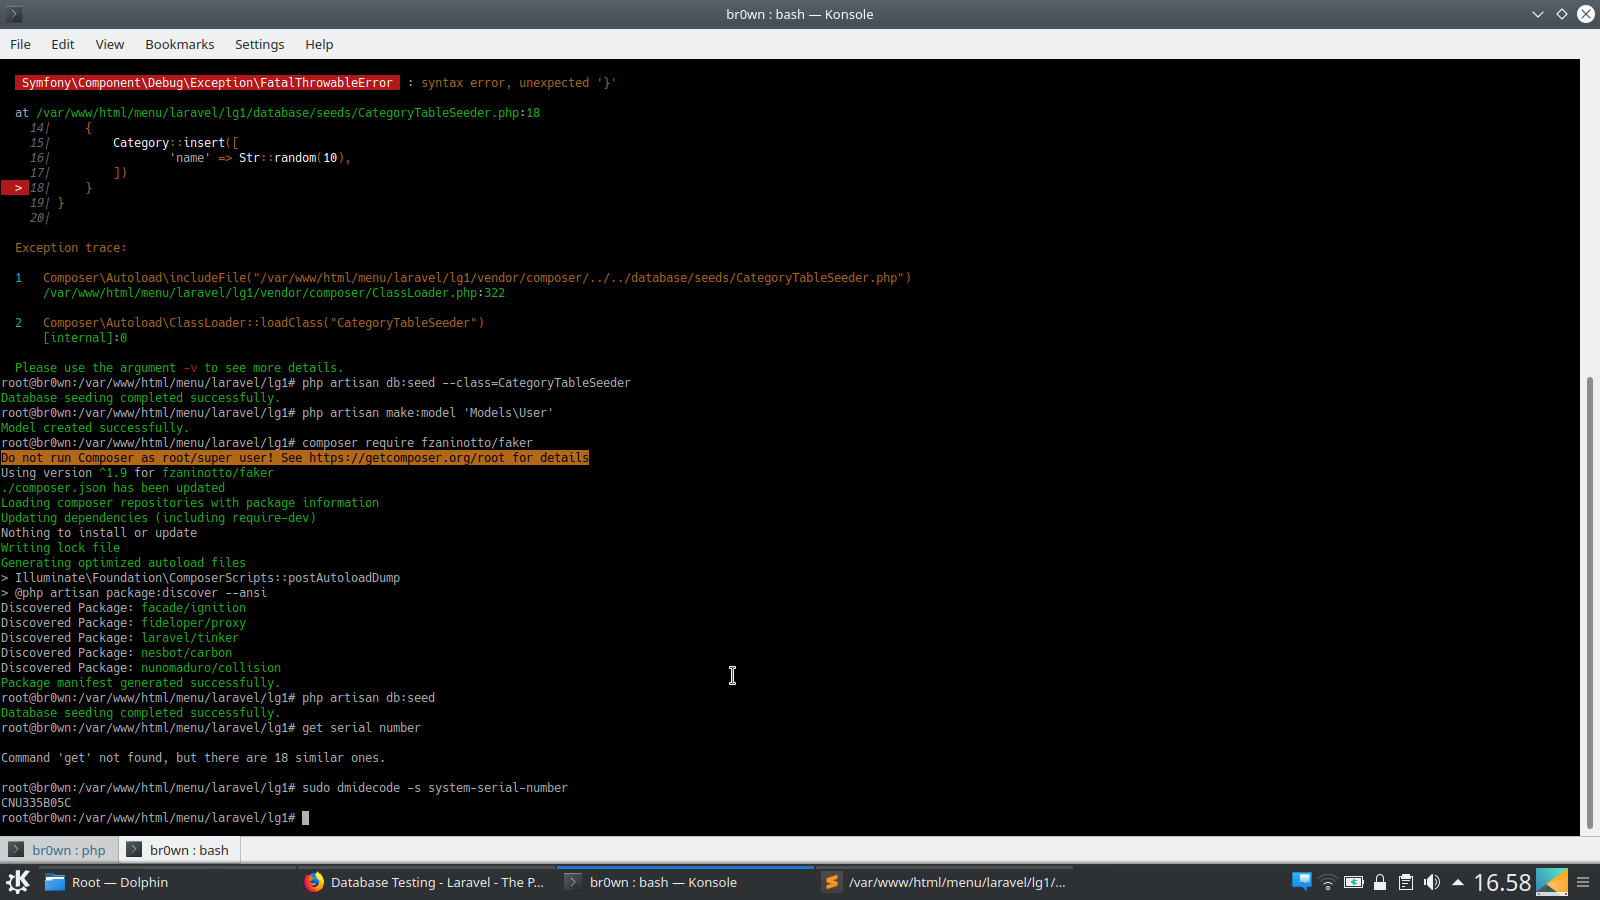 br0wn : bash — Konsole
File Edit View Bookmarks Settings Help
Symfony\Component\Debug\Exception\FatalThrowableError : syntax error, unexpected '}'
at /var/www/html/menu/laravel/lg1/database/seeds/CategoryTableSeeder.php:18
14| {
15| Category::insert([
16| 'name' => Str::random(10),
17| ])
> 18| }
19| }
20|
Exception trace:
1 Composer\Autoload\includeFile("/var/www/html/menu/laravel/lg1/vendor/composer/../../database/seeds/CategoryTableSeeder.php")
/var/www/html/menu/laravel/lg1/vendor/composer/ClassLoader.php:322
2 Composer\Autoload\ClassLoader::loadClass("CategoryTableSeeder")
[internal]:0
Please use the argument -v to see more details.
root@br0wn:/var/www/html/menu/laravel/lg1# php artisan db:seed --class=CategoryTableSeeder
Database seeding completed successfully.
root@br0wn:/var/www/html/menu/laravel/lg1# php artisan make:model 'Models\User'
Model created successfully.
root@br0wn:/var/www/html/menu/laravel/lg1# composer require fzaninotto/faker
Do not run Composer as root/super user! See https://getcomposer.org/root for details
Using version ^1.9 for fzaninotto/faker
./composer.json has been updated
Loading composer repositories with package information
Updating dependencies (including require-dev)
Nothing to install or update
Writing lock file
Generating optimized autoload files
> Illuminate\Foundation\ComposerScripts::postAutoloadDump
> @php artisan package:discover --ansi
Discovered Package: facade/ignition
Discovered Package: fideloper/proxy
Discovered Package: laravel/tinker
Discovered Package: nesbot/carbon
Discovered Package: nunomaduro/collision
Package manifest generated successfully.
root@br0wn:/var/www/html/menu/laravel/lg1# php artisan db:seed
Database seeding completed successfully.
root@br0wn:/var/www/html/menu/laravel/lg1# get serial number
Command 'get' not found, but there are 18 similar ones.
root@br0wn:/var/www/html/menu/laravel/lg1# sudo dmidecode -s system-serial-number
CNU335B05C
root@br0wn:/var/www/html/menu/laravel/lg1#
br0wn : php br0wn : bash
Root — Dolphin Database Testing - Laravel - The P... br0wn : bash — Konsole /var/www/html/menu/laravel/lg1/... 16.58